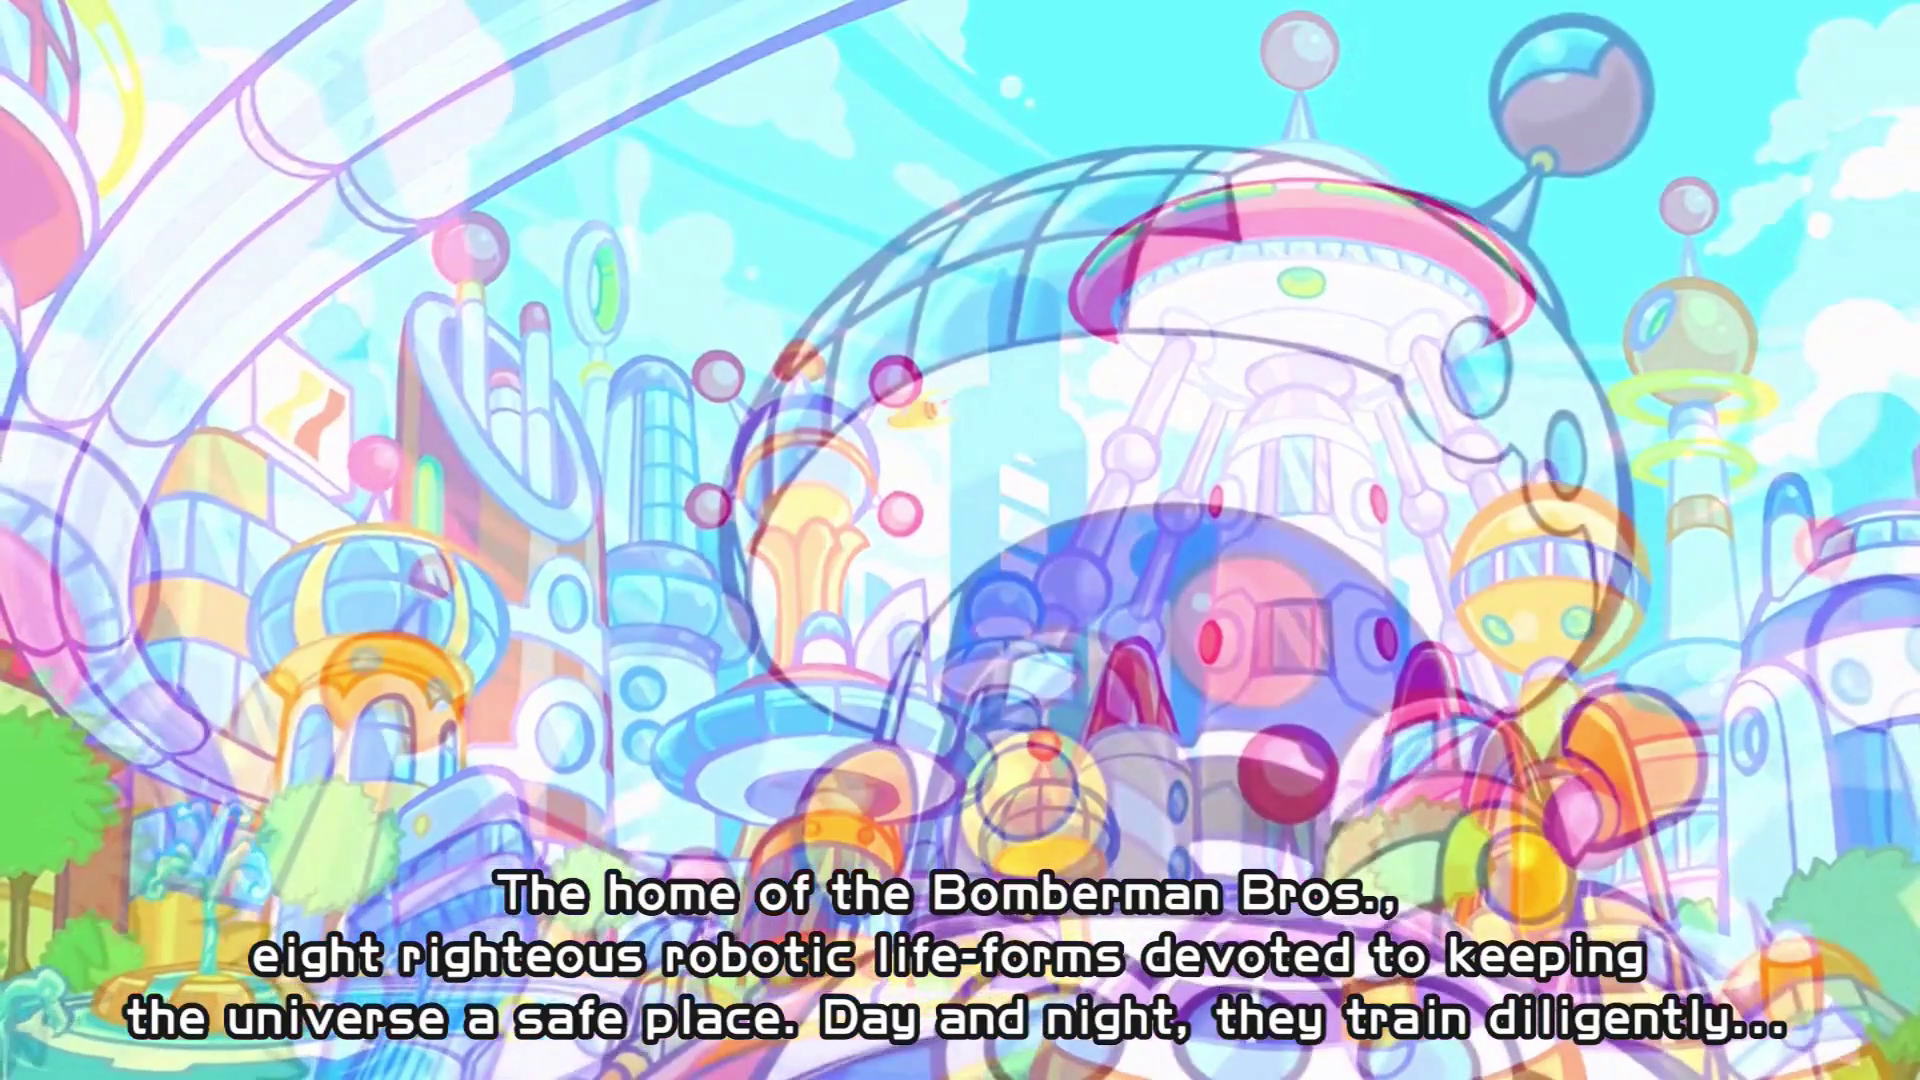 The home of the Bomberman Bros.,
eight righteous robotic life-forms devoted to keeping
the universe a safe place. Day and night, they train diligently...